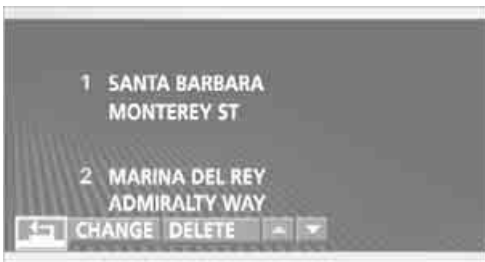 1 SANTA BARBARA
MONTEREY ST
2 MARINA DEL REY
ADMIRALTY WAY
CHANGE DELETE